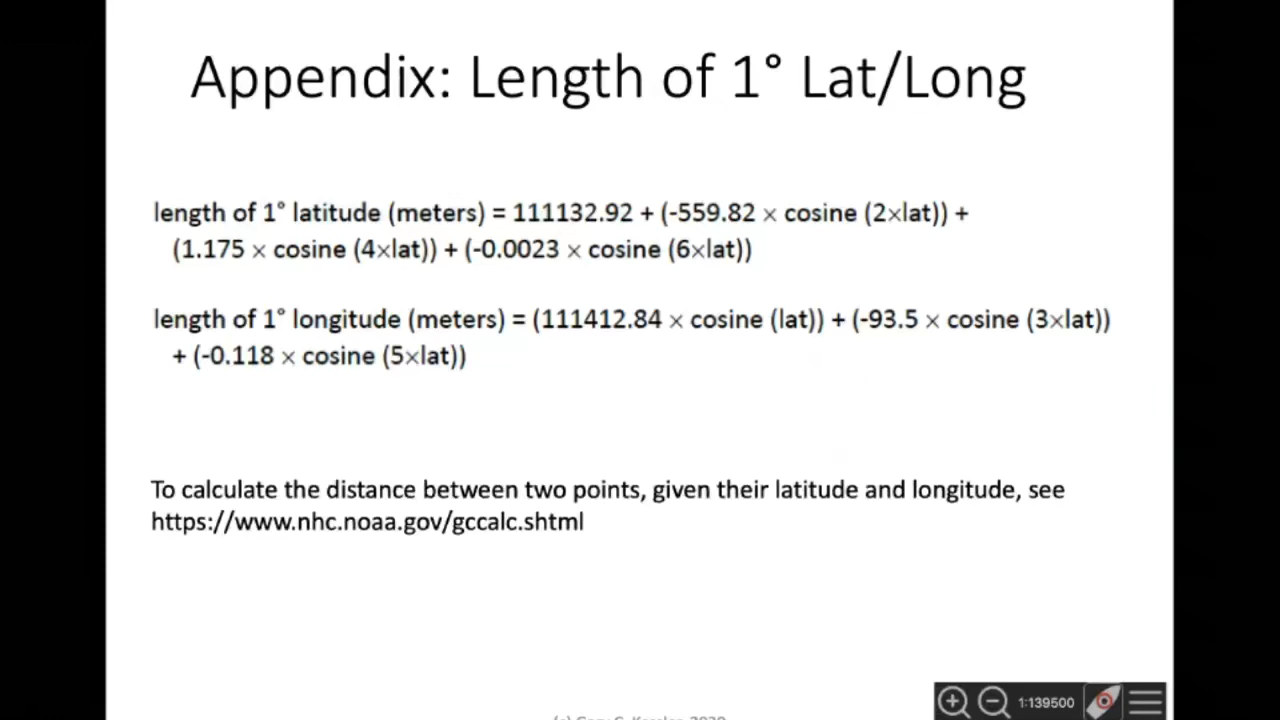 Appendix: Length of 1° Lat/Long
length of 1° latitude (meters) = 111132.92 + (-559.82 × cosine (2×lat)) +
(1.175 × cosine (4×lat)) + (-0.0023 × cosine (6×lat))
length of 1° longitude (meters) = (111412.84 × cosine (lat)) + (-93.5 × cosine (3×lat))
+ (-0.118 × cosine (5×lat))
To calculate the distance between two points, given their latitude and longitude, see
https://www.nhc.noaa.gov/gccalc.shtml
1:139500